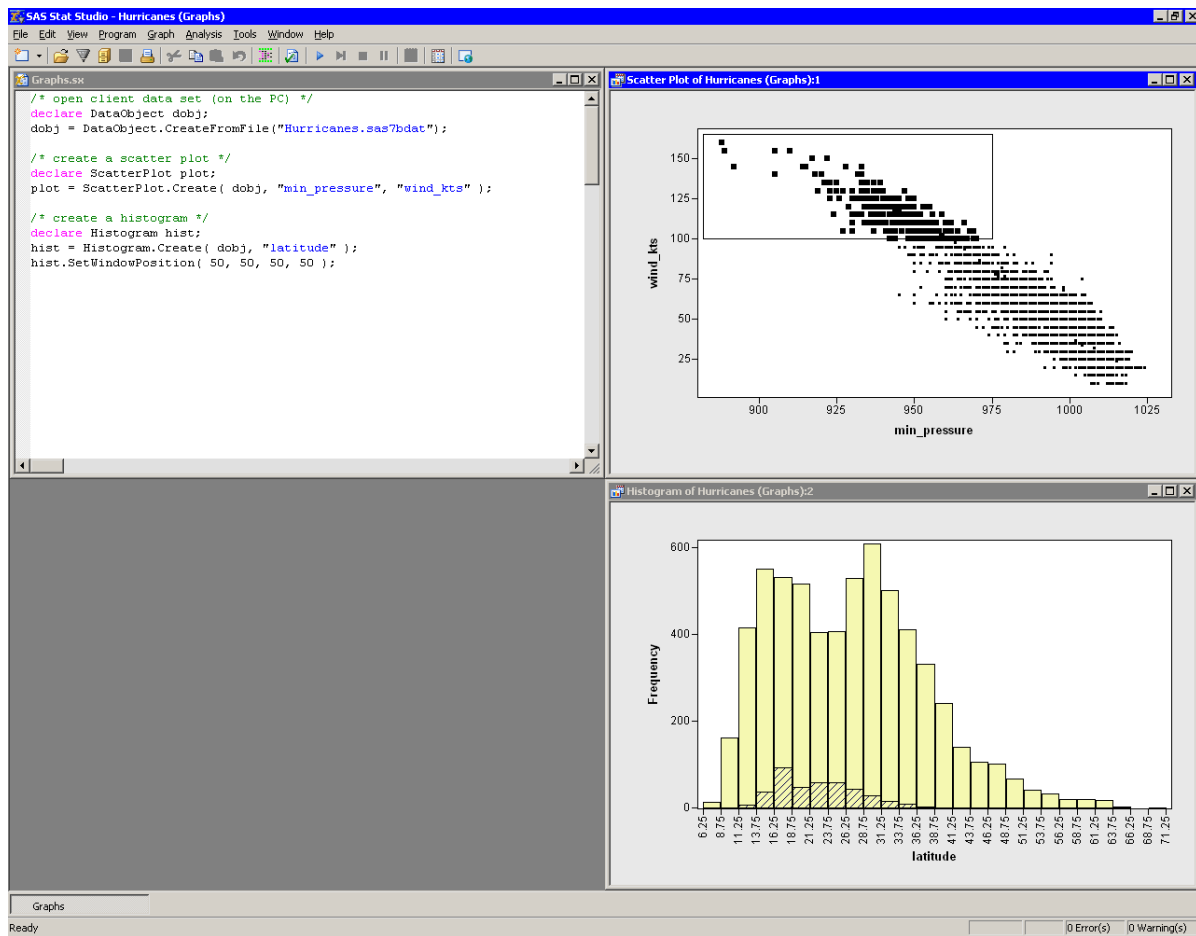 SAS Stat Studio - Hurricanes (Graphs)
File Edit View Program Graph Analysis Tools Window Help
Graphs.sx
/* open client data set (on the PC) */
declare DataObject dobj;
dobj = DataObject.CreateFromFile("Hurricanes.sas7bdat");
/* create a scatter plot */
declare ScatterPlot plot;
plot = ScatterPlot.Create( dobj, "min_pressure", "wind_kts" );
/* create a histogram */
declare Histogram hist;
hist = Histogram.Create( dobj, "latitude" );
hist.SetWindowPosition( 50, 50, 50, 50 );
Scatter Plot of Hurricanes (Graphs):1
150
125
100
75
50
25
wind_kts
900 925 950 975 1000 1025
min_pressure
Histogram of Hurricanes (Graphs):2
600
400
200
0
Frequency
6.25 8.75 11.25 13.75 16.25 18.75 21.25 23.75 26.25 28.75 31.25 33.75 36.25 38.75 41.25 43.75 46.25 48.75 51.25 53.75 56.25 58.75 61.25 63.75 66.25 68.75 71.25
latitude
Graphs
Ready 0 Error(s) 0 Warning(s)